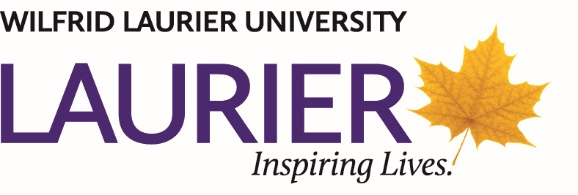 WILFRID LAURIER UNIVERSITY
LAURIER
Inspiring Lives.